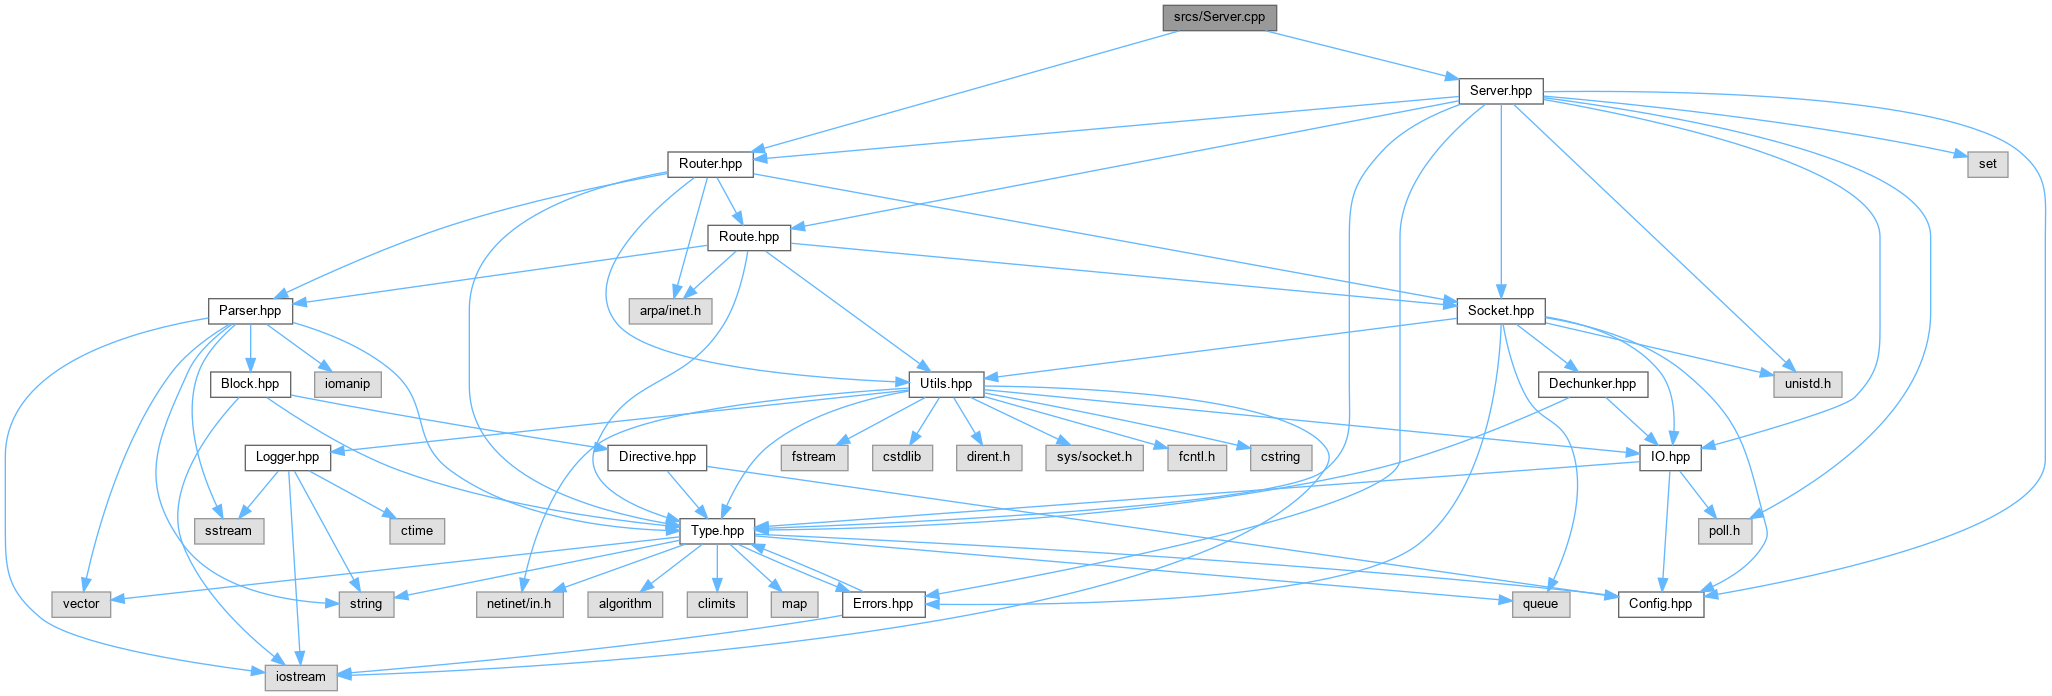 srcs/Server.cpp
Server.hpp
Router.hpp
set
Route.hpp
Parser.hpp
arpa/inet.h
Socket.hpp
Block.hpp
iomanip
Utils.hpp
Dechunker.hpp
unistd.h
Logger.hpp
Directive.hpp
fstream
cstdlib
dirent.h
sys/socket.h
fcntl.h
cstring
IO.hpp
sstream
ctime
Type.hpp
poll.h
vector
string
netinet/in.h
algorithm
climits
map
Errors.hpp
queue
Config.hpp
iostream